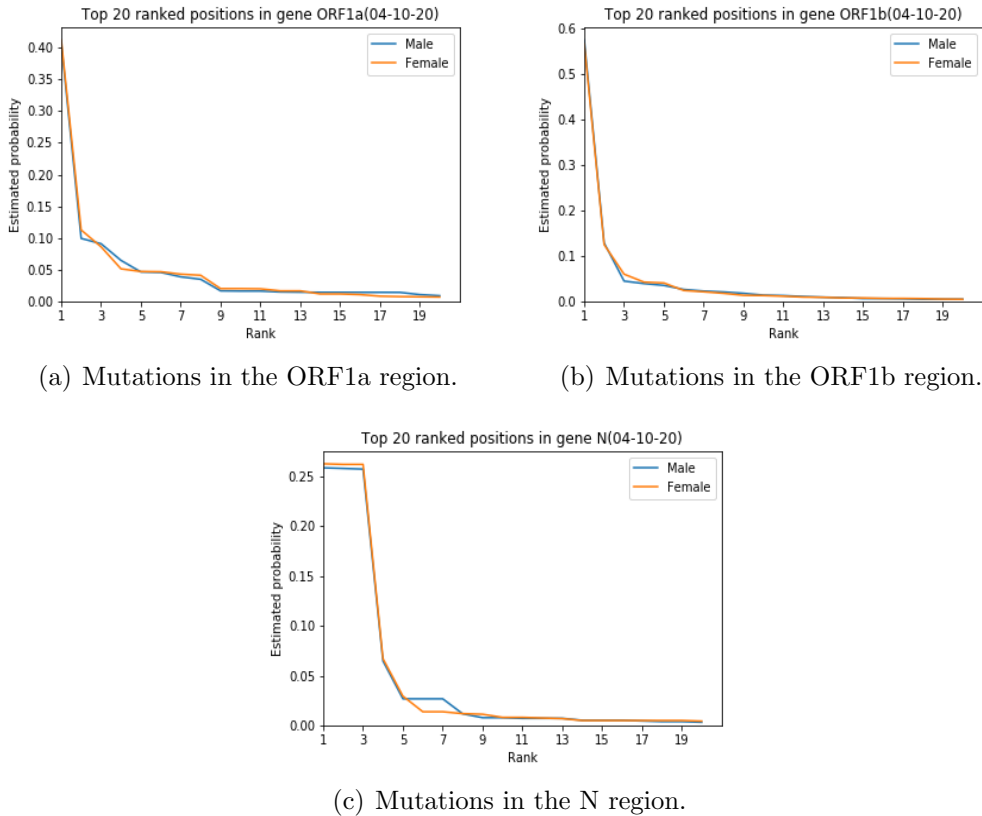 Top 20 ranked positions in gene ORF1a(04-10-20)
Estimated probability
0.40
0.35
0.30
0.25
0.20
0.15
0.10
0.05
0.00
1 3 5 7 9 11 13 15 17 19
Rank
Male
Female
(a) Mutations in the ORF1a region.
Top 20 ranked positions in gene ORF1b(04-10-20)
Estimated probability
0.6
0.5
0.4
0.3
0.2
0.1
0.0
1 3 5 7 9 11 13 15 17 19
Rank
Male
Female
(b) Mutations in the ORF1b region.
Top 20 ranked positions in gene N(04-10-20)
Estimated probability
0.25
0.20
0.15
0.10
0.05
0.00
1 3 5 7 9 11 13 15 17 19
Rank
Male
Female
(c) Mutations in the N region.